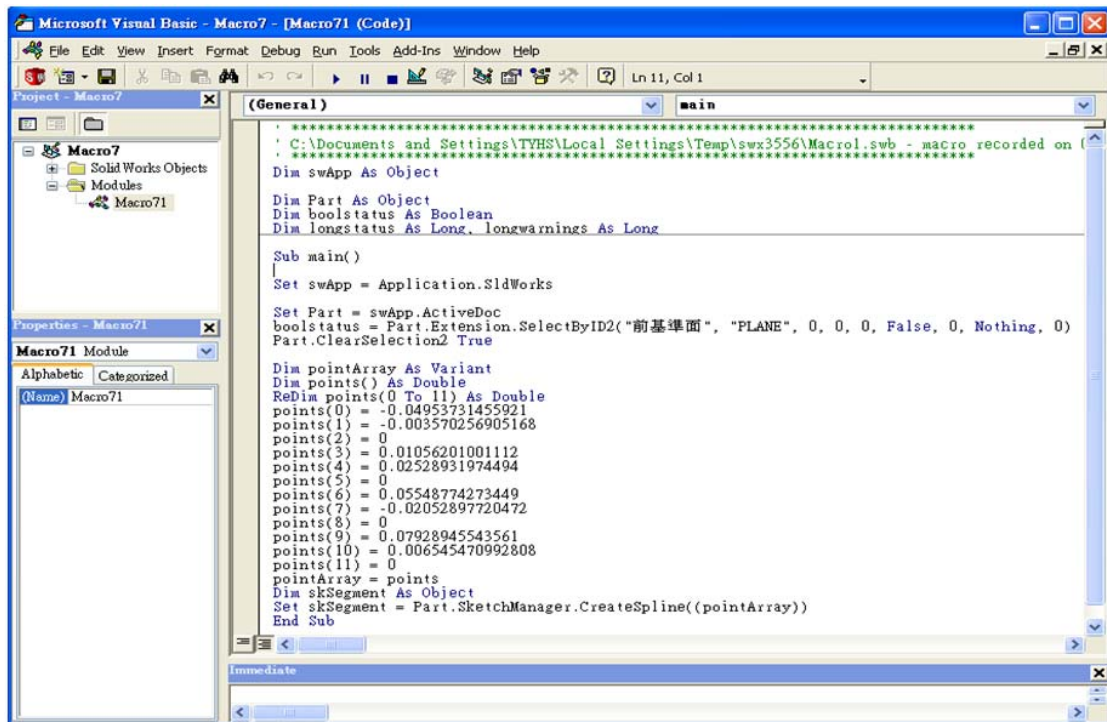 Microsoft Visual Basic - Macro7 - [Macro71 (Code)]
File Edit View Insert Format Debug Run Tools Add-Ins Window Help
Ln 11, Col 1
Project - Macro7
Macro7
SolidWorks Objects
Modules
Macro71
Properties - Macro71
Macro71 Module
Alphabetic Categorized
(Name) Macro71
(General) main
' ******************************************************************************
' C:\Documents and Settings\TYHS\Local Settings\Temp\swx3556\Macro1.swb - macro recorded on
' ******************************************************************************
Dim swApp As Object
Dim Part As Object
Dim boolstatus As Boolean
Dim longstatus As Long, longwarnings As Long
Sub main()
Set swApp = Application.SldWorks
Set Part = swApp.ActiveDoc
boolstatus = Part.Extension.SelectByID2("前基準面", "PLANE", 0, 0, 0, False, 0, Nothing, 0)
Part.ClearSelection2 True
Dim pointArray As Variant
Dim points() As Double
ReDim points(0 To 11) As Double
points(0) = -0.04953731455921
points(1) = -0.003570256905168
points(2) = 0
points(3) = 0.01056201001112
points(4) = 0.02528931974494
points(5) = 0
points(6) = 0.05548774273449
points(7) = -0.02052897720472
points(8) = 0
points(9) = 0.07928945543561
points(10) = 0.006545470992808
points(11) = 0
pointArray = points
Dim skSegment As Object
Set skSegment = Part.SketchManager.CreateSpline((pointArray))
End Sub
Immediate